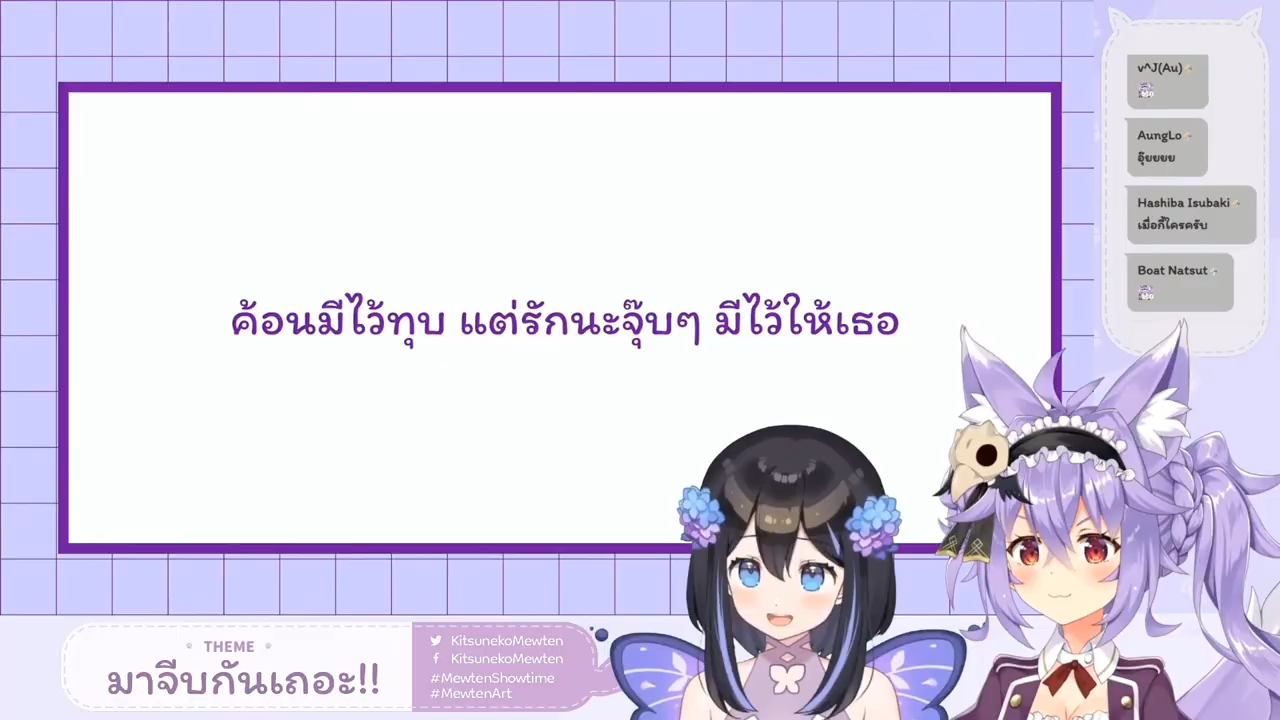 ค้อนมีไว้ทุบ แต่รักนะจุ๊บๆ มีไว้ให้เธอ
v^J(Au)
AungLo
อุ๊ยยยย
Hashiba Isubaki
เมื่อกี้ใครครับ
Boat Natsut
THEME
มาจีบกันเถอะ!!
KitsunekoMewten
KitsunekoMewten
#MewtenShowtime
#MewtenArt